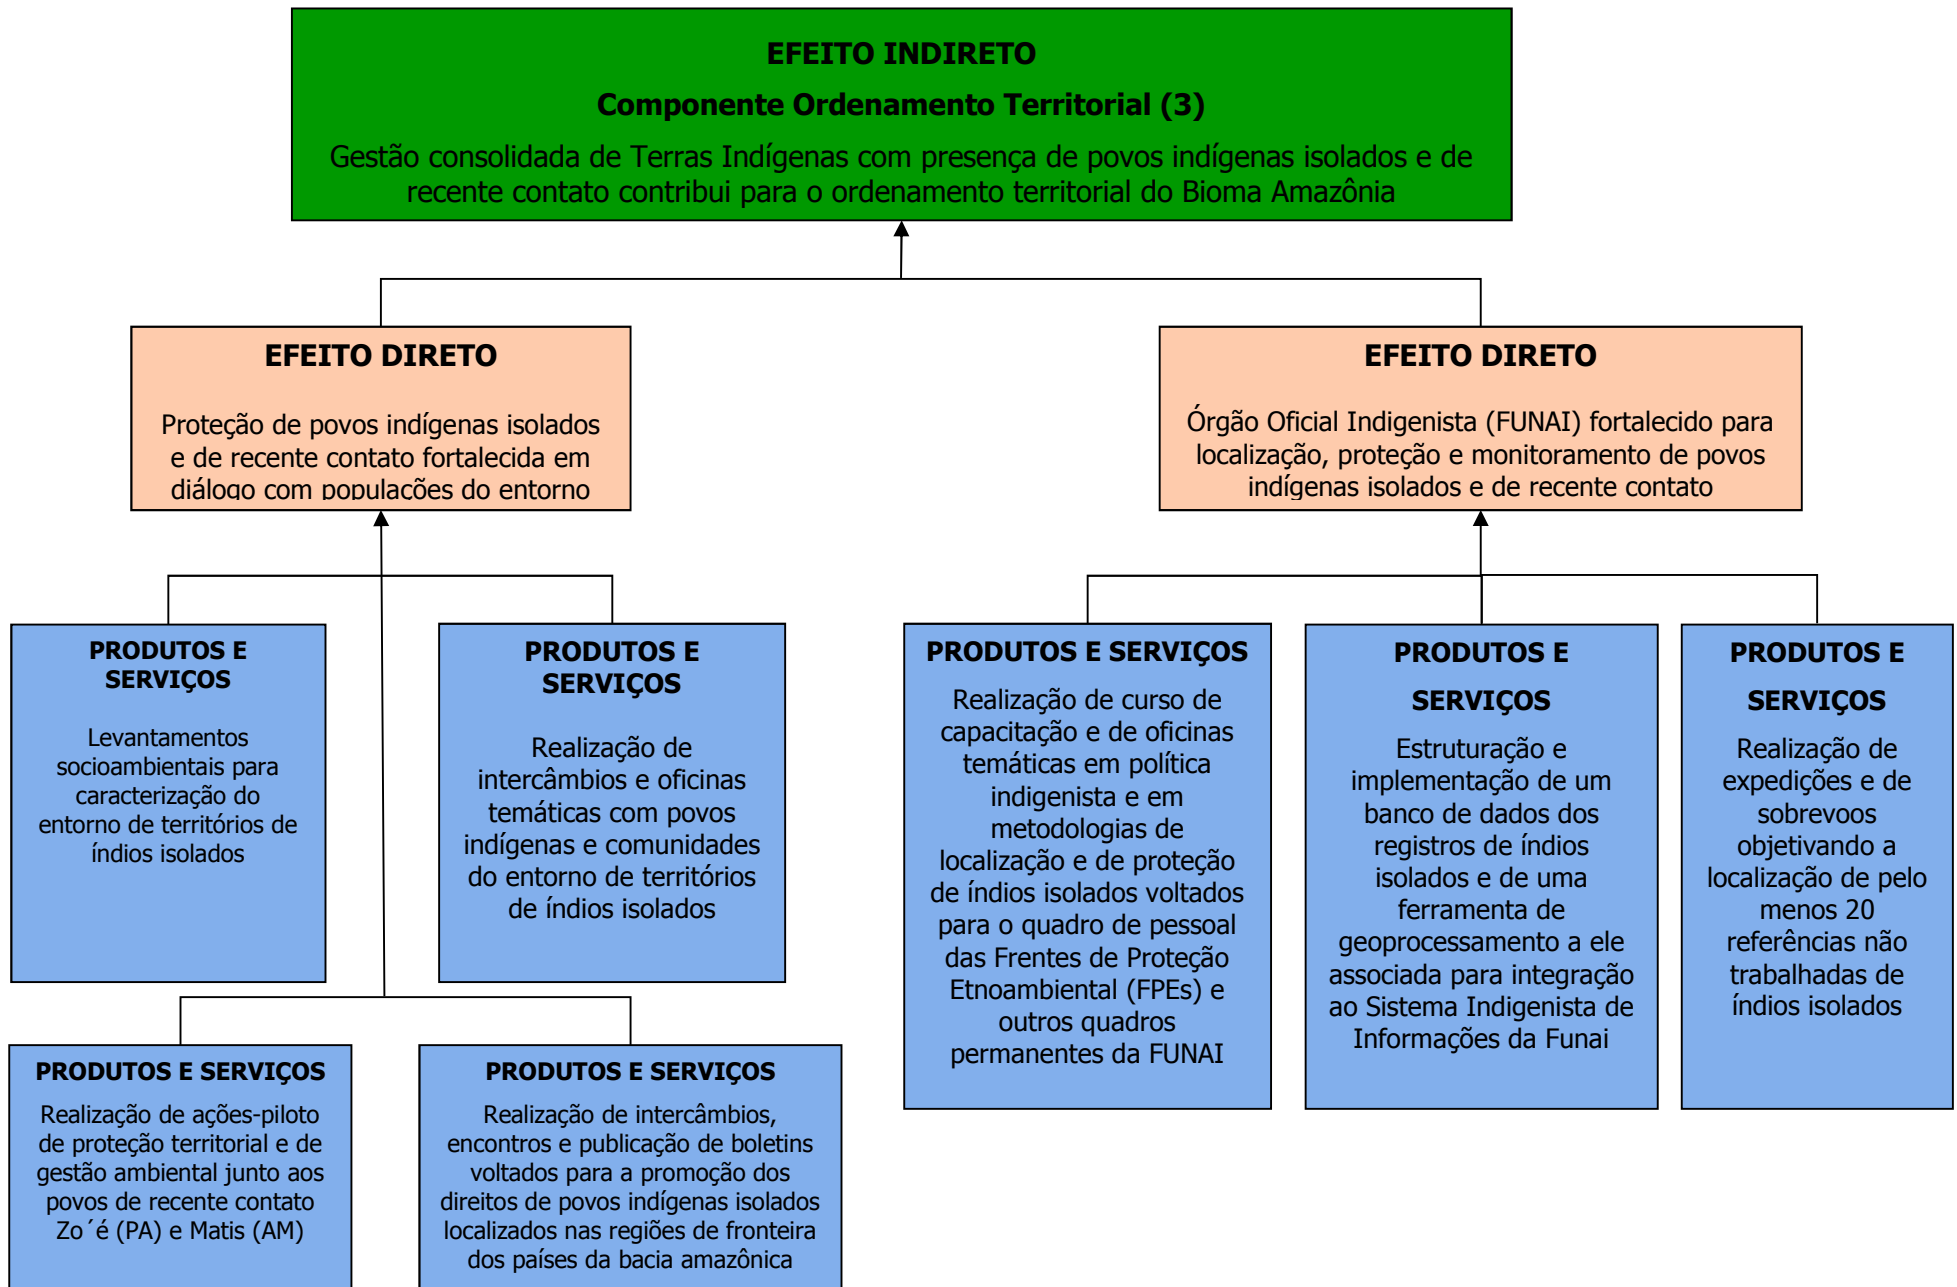 EFEITO INDIRETO
Componente Ordenamento Territorial (3)
Gestão consolidada de Terras Indígenas com presença de povos indígenas isolados e de
recente contato contribui para o ordenamento territorial do Bioma Amazônia
EFEITO DIRETO
Proteção de povos indígenas isolados
e de recente contato fortalecida em
diálogo com populações do entorno
EFEITO DIRETO
Órgão Oficial Indigenista (FUNAI) fortalecido para
localização, proteção e monitoramento de povos
indígenas isolados e de recente contato
PRODUTOS E
SERVIÇOS
Levantamentos
socioambientais para
caracterização do
entorno de territórios de
índios isolados
PRODUTOS E
SERVIÇOS
Realização de
intercâmbios e oficinas
temáticas com povos
indígenas e comunidades
do entorno de territórios
de índios isolados
PRODUTOS E SERVIÇOS
Realização de curso de
capacitação e de oficinas
temáticas em política
indigenista e em
metodologias de
localização e de proteção
de índios isolados voltados
para o quadro de pessoal
das Frentes de Proteção
Etnoambiental (FPEs) e
outros quadros
permanentes da FUNAI
PRODUTOS E
SERVIÇOS
Estruturação e
implementação de um
banco de dados dos
registros de índios
isolados e de uma
ferramenta de
geoprocessamento a ele
associada para integração
ao Sistema Indigenista de
Informações da Funai
PRODUTOS E
SERVIÇOS
Realização de
expedições e de
sobrevoos
objetivando a
localização de pelo
menos 20
referências não
trabalhadas de
índios isolados
PRODUTOS E SERVIÇOS
Realização de ações-piloto
de proteção territorial e de
gestão ambiental junto aos
povos de recente contato
Zo´é (PA) e Matis (AM)
PRODUTOS E SERVIÇOS
Realização de intercâmbios,
encontros e publicação de boletins
voltados para a promoção dos
direitos de povos indígenas isolados
localizados nas regiões de fronteira
dos países da bacia amazônica